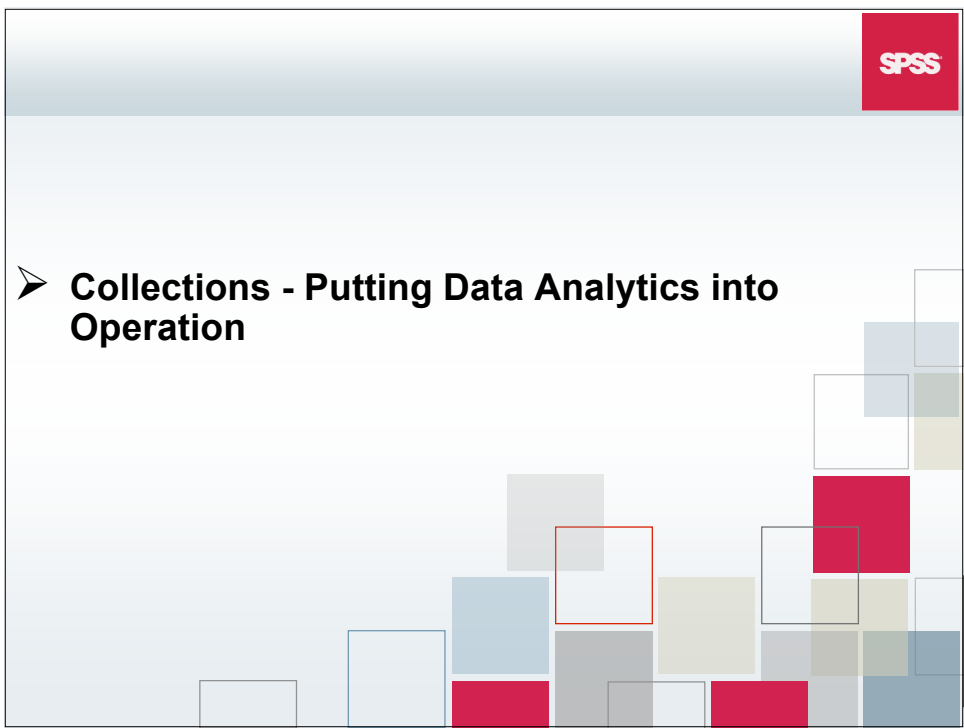 SPSS
➢ Collections - Putting Data Analytics into
Operation